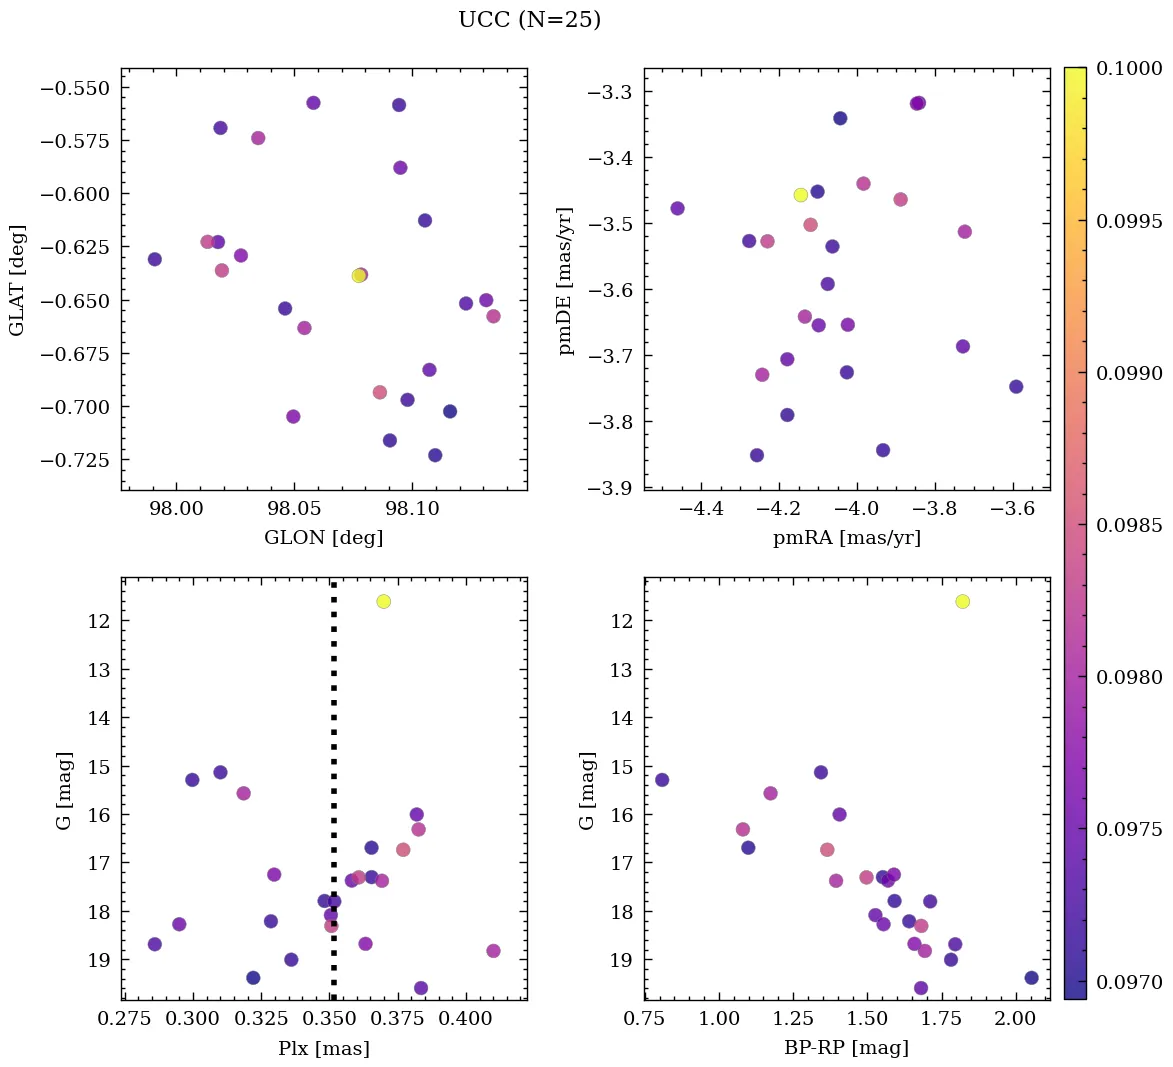 UCC (N=25)
−0.550
−0.575
−0.600
−0.625
−0.650
−0.675
−0.700
−0.725
GLAT [deg]
98.00 98.05 98.10
GLON [deg]
−3.3
−3.4
−3.5
−3.6
−3.7
−3.8
−3.9
pmDE [mas/yr]
−4.4 −4.2 −4.0 −3.8 −3.6
pmRA [mas/yr]
12
13
14
15
16
17
18
19
G [mag]
0.275 0.300 0.325 0.350 0.375 0.400
Plx [mas]
12
13
14
15
16
17
18
19
G [mag]
0.75 1.00 1.25 1.50 1.75 2.00
BP-RP [mag]
0.1000
0.0995
0.0990
0.0985
0.0980
0.0975
0.0970